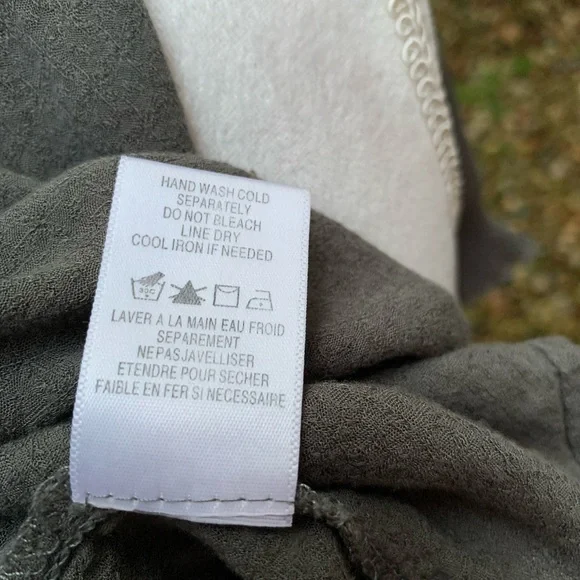 HAND WASH COLD
SEPARATELY
DO NOT BLEACH
LINE DRY
COOL IRON IF NEEDED
LAVER A LA MAIN EAU FROID
SEPAREMENT
NE PAS JAVELLISER
ETENDRE POUR SECHER
FAIBLE EN FER SI NECESSAIRE